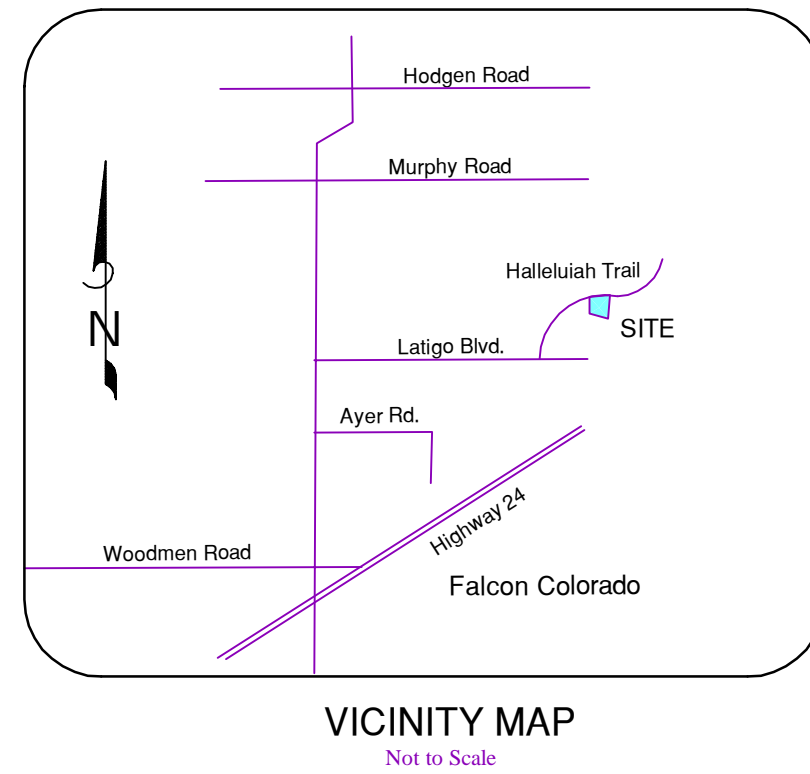 Hodgen Road
Murphy Road
Halleluiah Trail
N
SITE
Latigo Blvd.
Ayer Rd.
Highway 24
Woodmen Road
Falcon Colorado
VICINITY MAP
Not to Scale